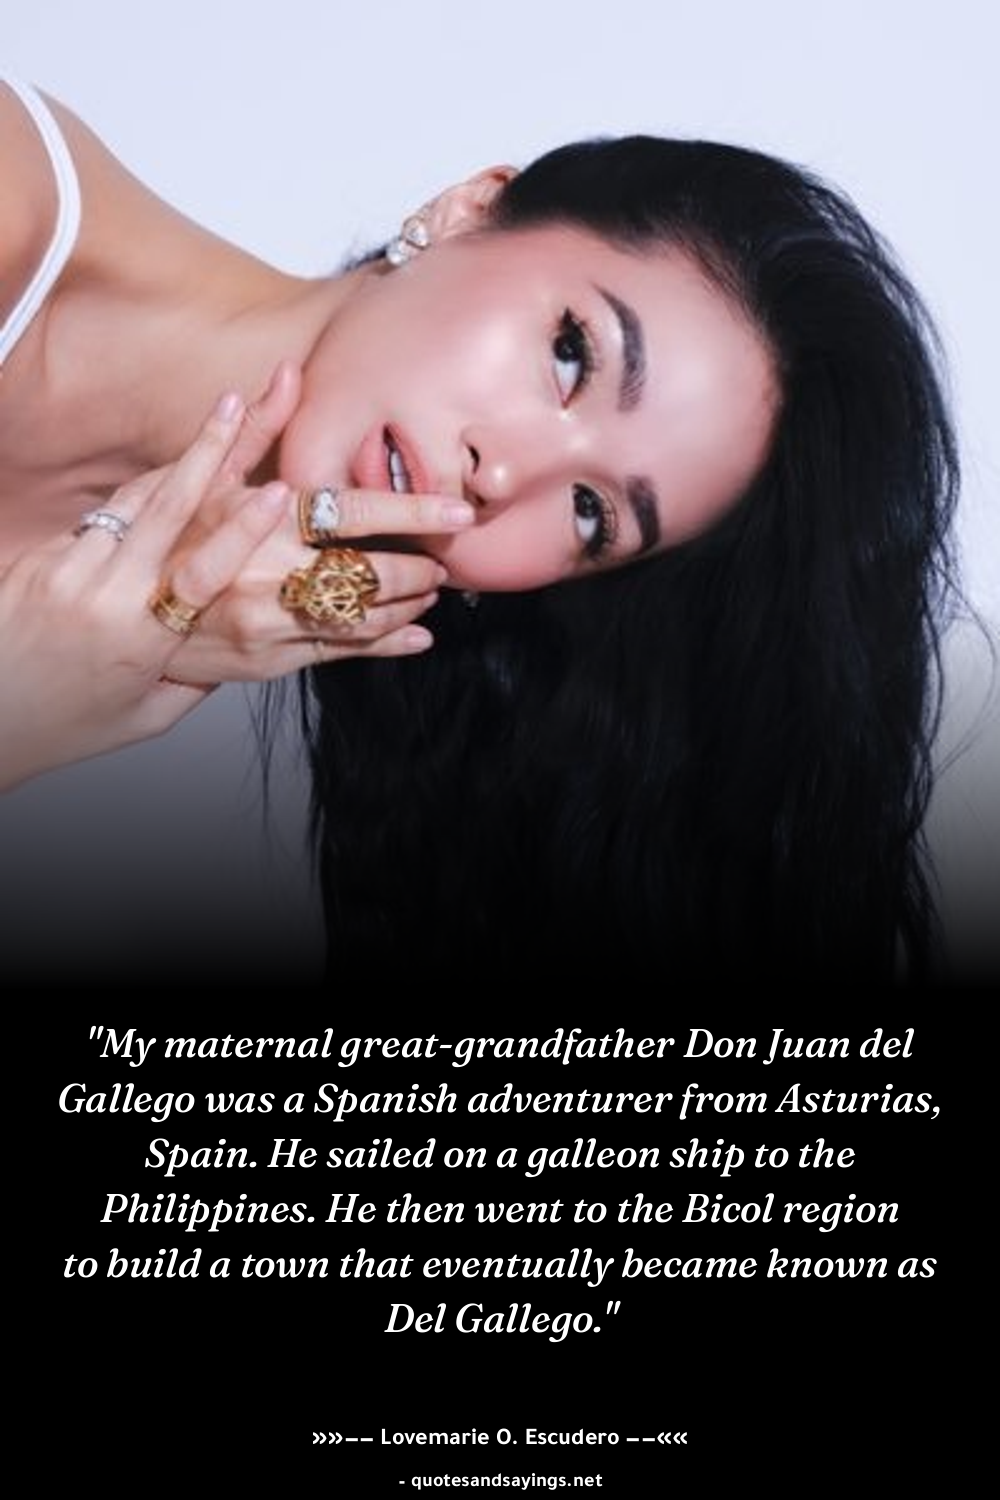 "My maternal great-grandfather Don Juan del
Gallego was a Spanish adventurer from Asturias,
Spain. He sailed on a galleon ship to the
Philippines. He then went to the Bicol region
to build a town that eventually became known as
Del Gallego."
»»–– Lovemarie O. Escudero ––««
- quotesandsayings.net